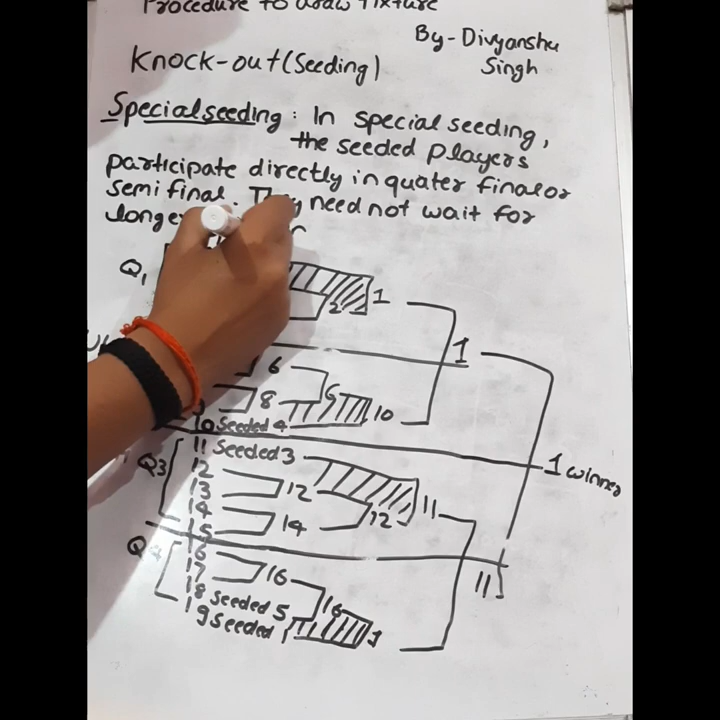 Procedure to draw fixture
By-Divyanshu
Singh
Knock-out(Seeding)
Special seeding: In special seeding,
the seeded players
participate directly in quater final or
semi final. They need not wait for
longer
Q1
1
2
1
6
8
6
10
10 Seeded 4
Q3
11 Seeded 3
12
13
12
11
14
14
12
15
1 winner
Q4
16
17
16
11
18 Seeded 5
16
19 Seeded